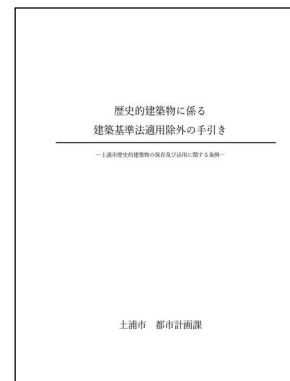 歴史的建築物に係る
建築基準法適用除外の手引き
―土浦市歴史的建築物の保存及び活用に関する条例―
土浦市 都市計画課